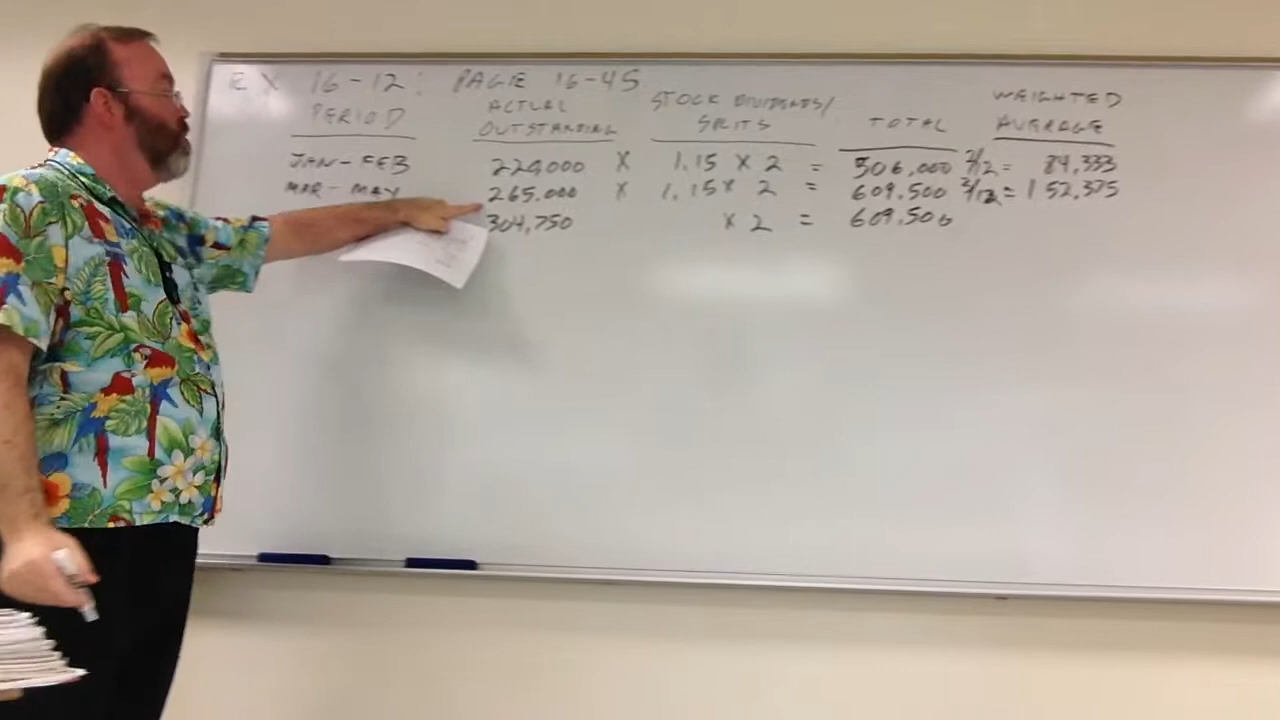 EX 16-12: PAGE 16-45
PERIOD ACTUAL OUTSTANDING STOCK DIVIDENDS/ SPLITS TOTAL WEIGHTED AVERAGE
JAN-FEB 220,000 X 1.15 X 2 = 506,000 2/12 = 84,333
MAR-MAY 265,000 X 1.15 X 2 = 609,500 3/12 = 152,375
304,750 X 2 = 609,500